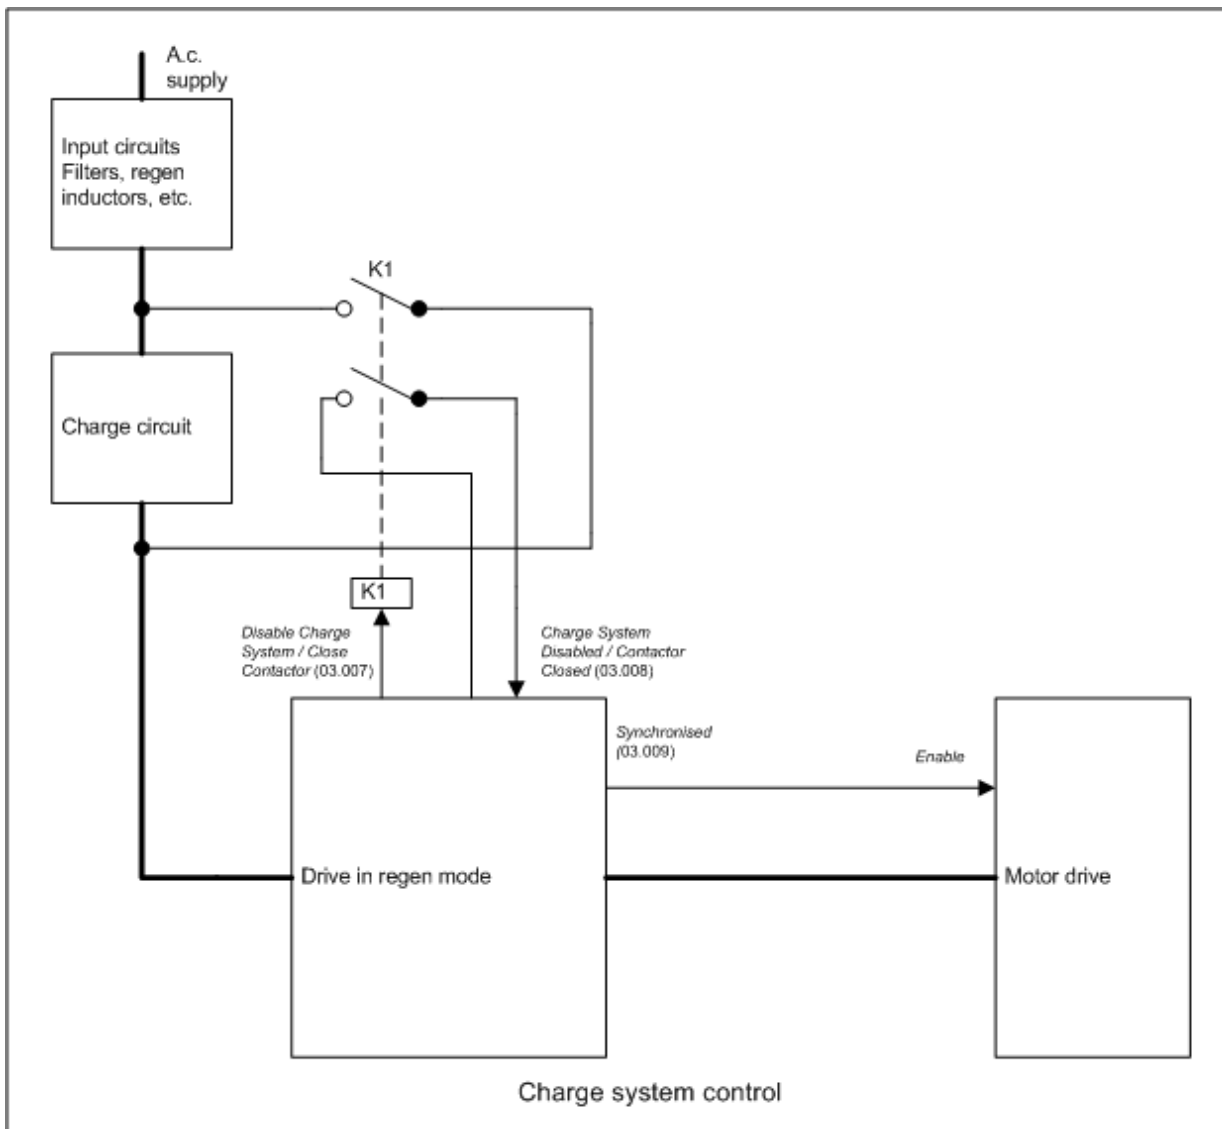 A.c.
supply
Input circuits
Filters, regen
inductors, etc.
K1
Charge circuit
K1
Disable Charge
System / Close
Contactor (03.007)
Charge System
Disabled / Contactor
Closed (03.008)
Synchronised
(03.009)
Enable
Drive in regen mode
Motor drive
Charge system control